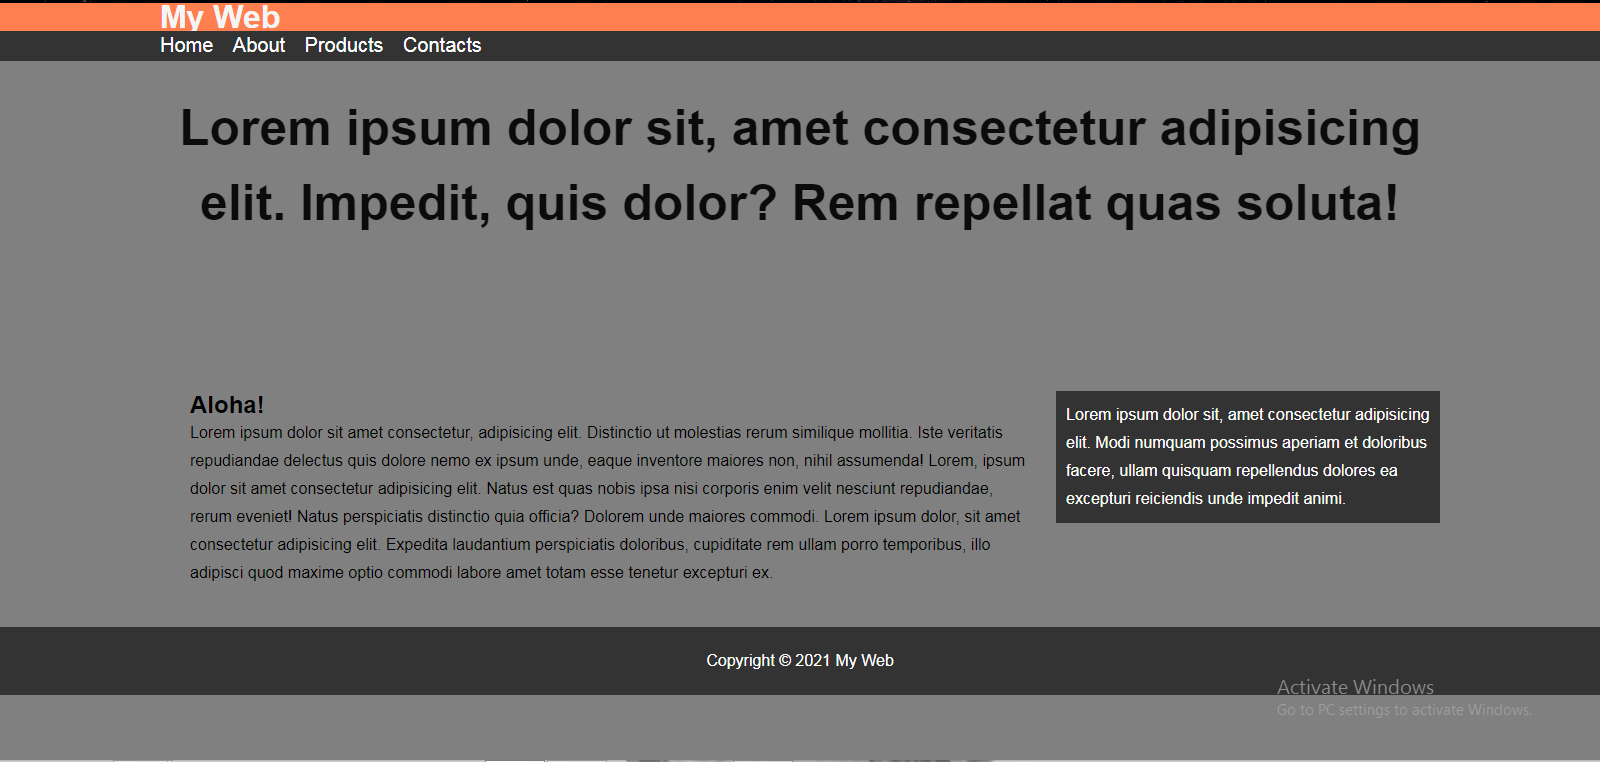 My Web
Home About Products Contacts
Lorem ipsum dolor sit, amet consectetur adipisicing
elit. Impedit, quis dolor? Rem repellat quas soluta!
Aloha!
Lorem ipsum dolor sit amet consectetur, adipisicing elit. Distinctio ut molestias rerum similique mollitia. Iste veritatis
repudiandae delectus quis dolore nemo ex ipsum unde, eaque inventore maiores non, nihil assumenda! Lorem, ipsum
dolor sit amet consectetur adipisicing elit. Natus est quas nobis ipsa nisi corporis enim velit nesciunt repudiandae,
rerum eveniet! Natus perspiciatis distinctio quia officia? Dolorem unde maiores commodi. Lorem ipsum dolor, sit amet
consectetur adipisicing elit. Expedita laudantium perspiciatis doloribus, cupiditate rem ullam porro temporibus, illo
adipisci quod maxime optio commodi labore amet totam esse tenetur excepturi ex.
Lorem ipsum dolor sit, amet consectetur adipisicing
elit. Modi numquam possimus aperiam et doloribus
facere, ullam quisquam repellendus dolores ea
excepturi reiciendis unde impedit animi.
Copyright © 2021 My Web
Activate Windows
Go to PC settings to activate Windows.